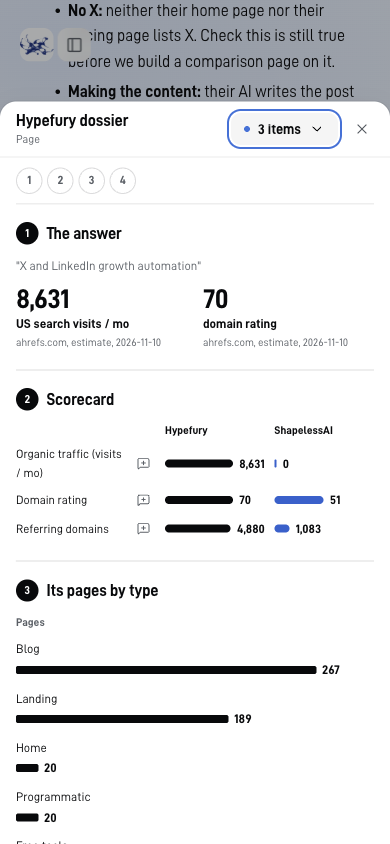 • No X: neither their home page nor their
icing page lists X. Check this is still true
before we build a comparison page on it.
• Making the content: their AI writes the post
Hypefury dossier
Page
3 items
1 2 3 4
1 The answer
"X and LinkedIn growth automation"
8,631 70
US search visits / mo domain rating
ahrefs.com, estimate, 2026-11-10 ahrefs.com, estimate, 2026-11-10
2 Scorecard
Hypefury ShapelessAI
Organic traffic (visits
/ mo) 8,631 0
Domain rating 70 51
Referring domains 4,880 1,083
3 Its pages by type
Pages
Blog
267
Landing
189
Home
20
Programmatic
20